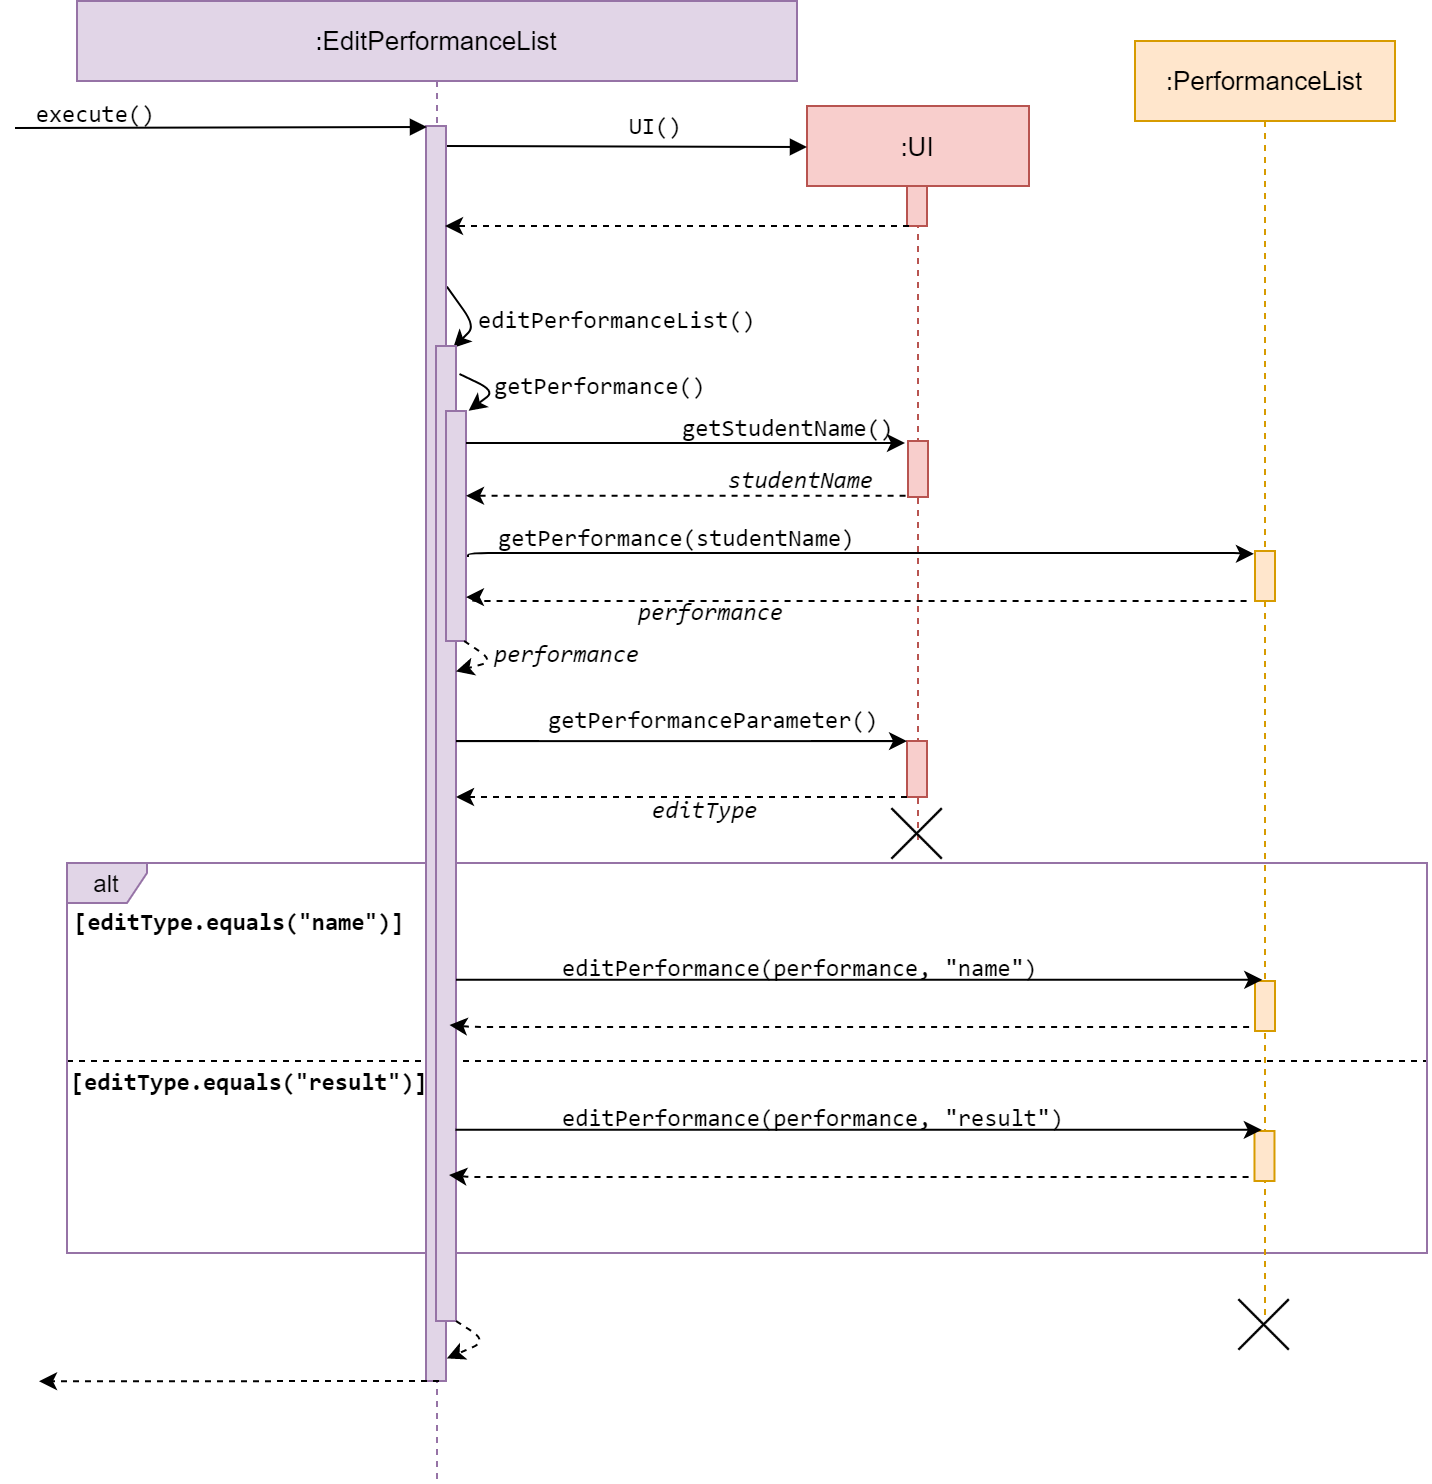 :EditPerformanceList
:PerformanceList
execute()
UI()
:UI
editPerformanceList()
getPerformance()
getStudentName()
studentName
getPerformance(studentName)
performance
performance
getPerformanceParameter()
editType
alt
[editType.equals("name")]
editPerformance(performance, "name")
[editType.equals("result")]
editPerformance(performance, "result")